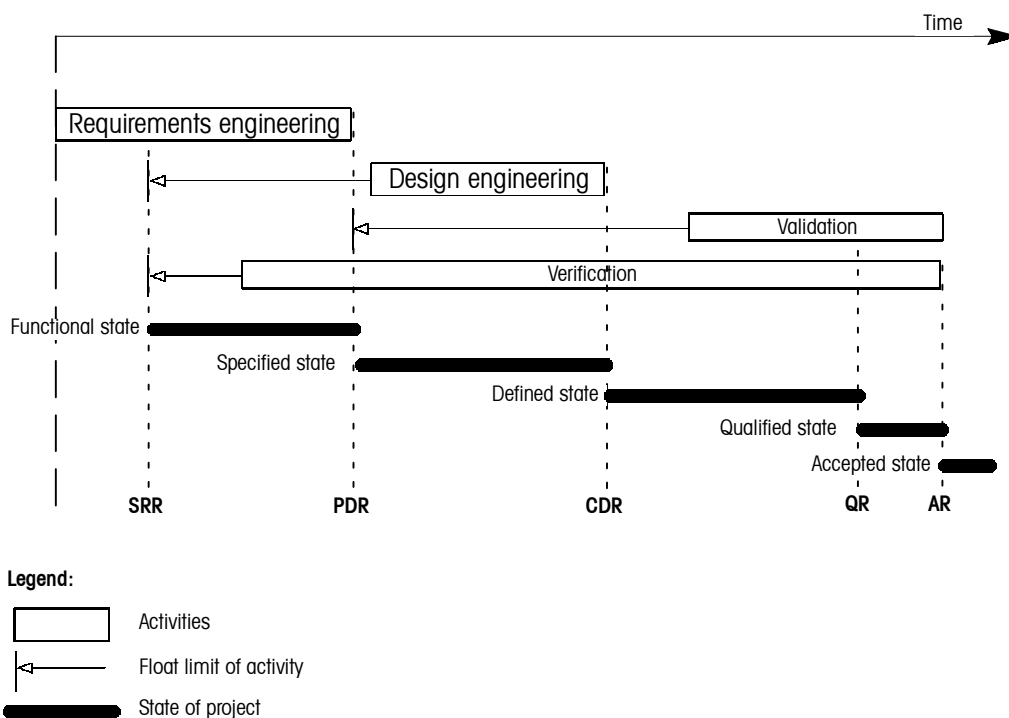 Time
Requirements engineering
Design engineering
Validation
Verification
Functional state
Specified state
Defined state
Qualified state
Accepted state
SRR PDR CDR QR AR
Legend:
Activities
Float limit of activity
State of project